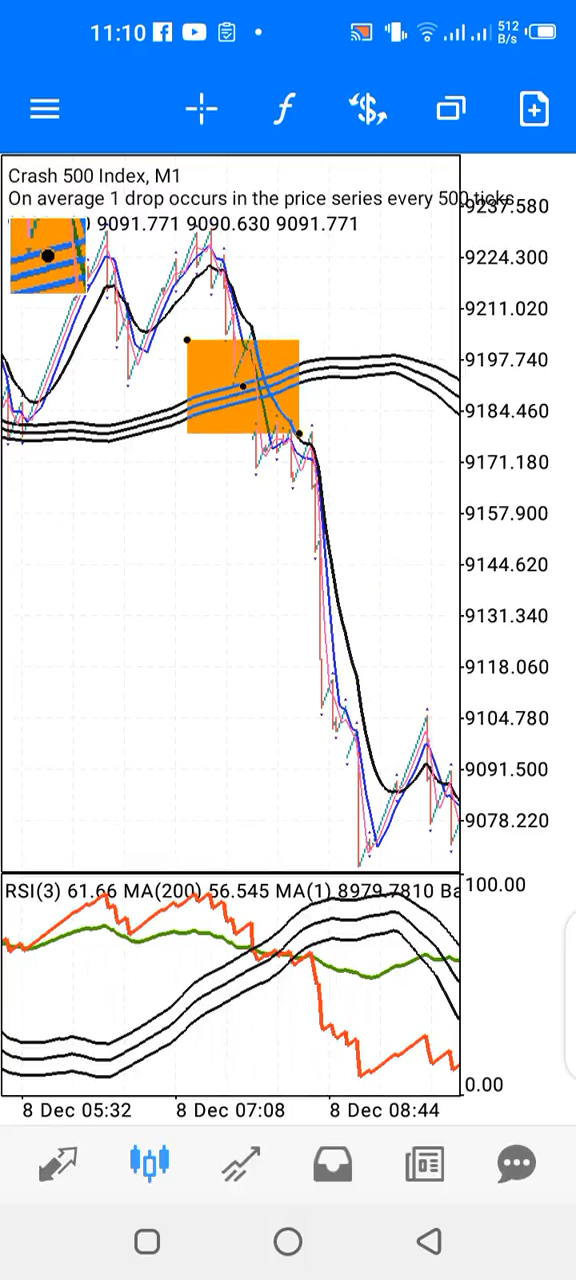 11:10
512
B/s
Crash 500 Index, M1
On average 1 drop occurs in the price series every 500 ticks
9091.771 9090.630 9091.771
9237.580
9224.300
9211.020
9197.740
9184.460
9171.180
9157.900
9144.620
9131.340
9118.060
9104.780
9091.500
9078.220
RSI(3) 61.66 MA(200) 56.545 MA(1) 8979.7810 Ba
100.00
0.00
8 Dec 05:32
8 Dec 07:08
8 Dec 08:44